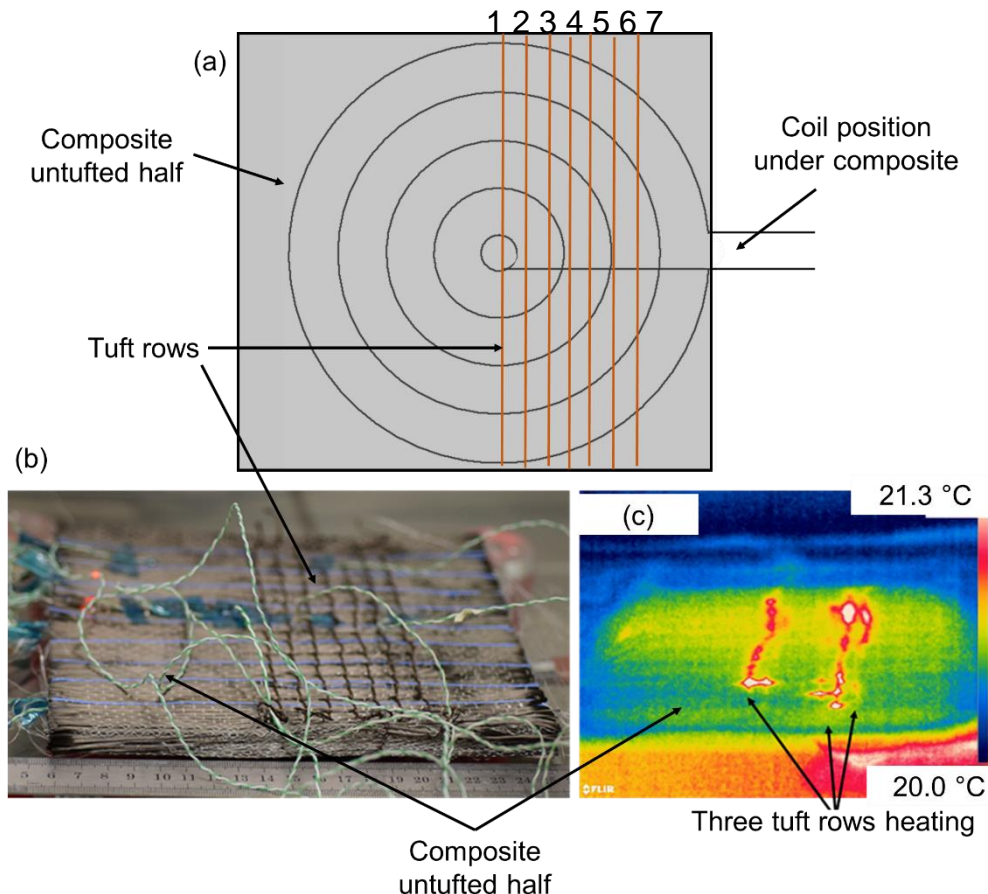 1 2 3 4 5 6 7
(a)
Composite
untufted half
Coil position
under composite
Tuft rows
(b)
(c)
21.3 °C
20.0 °C
5 6 7 8 9 10 11 12 13 14 15 16 17 18 19 20 21 22 23 24
FLIR
Three tuft rows heating
Composite
untufted half